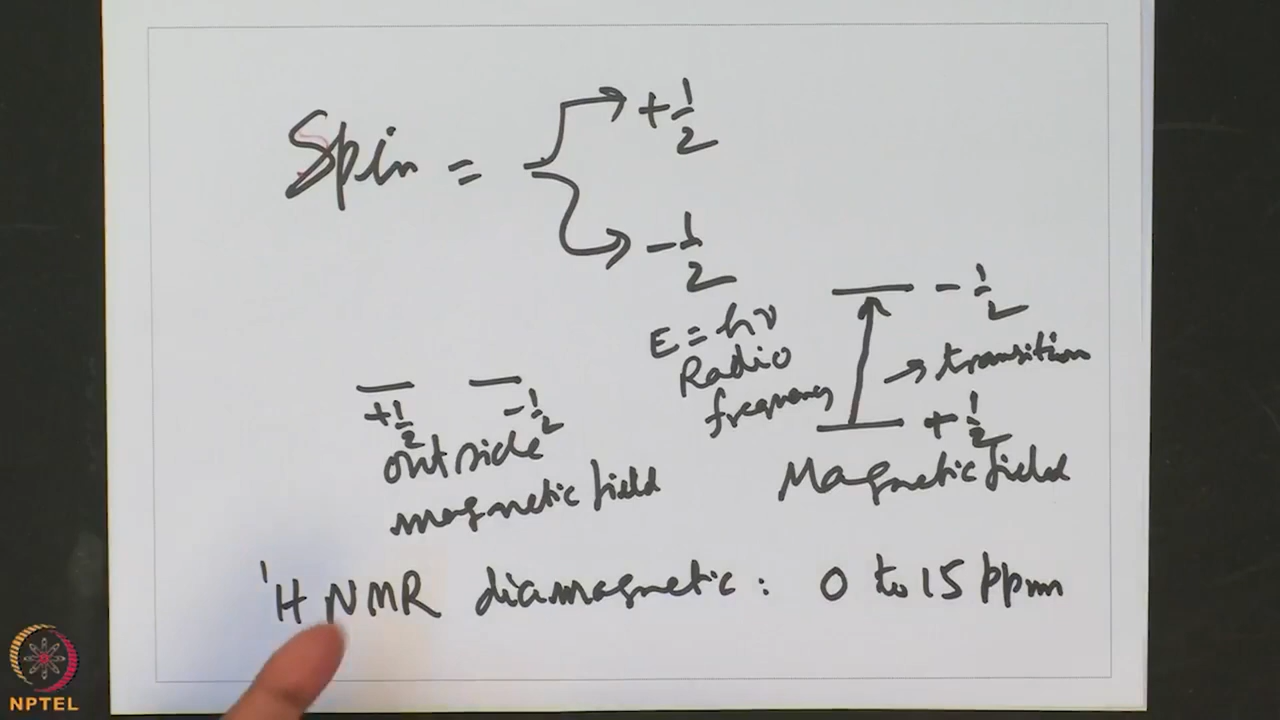 +½
Spin =
-½
E = hν
Radio
frequency
-½
→ transition
+½
Magnetic field
+½ -½
outside
magnetic field
¹H NMR diamagnetic: 0 to 15 ppm
NPTEL